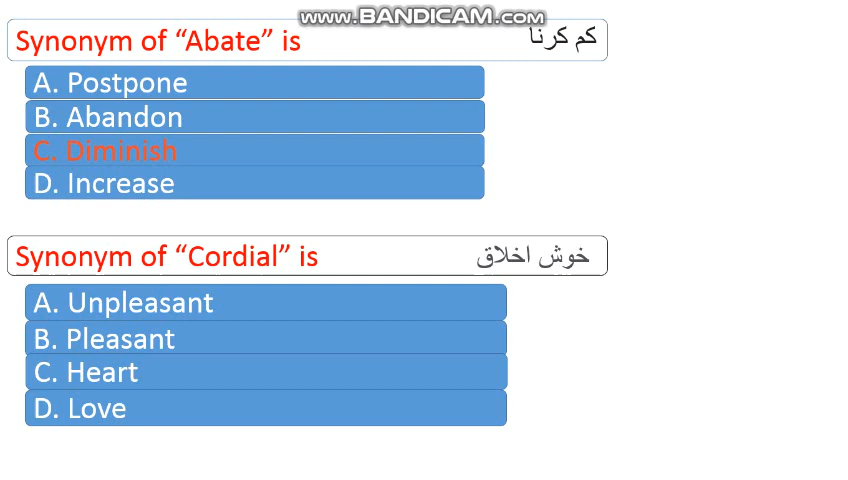 www.BANDICAM.com
Synonym of “Abate” is کم کرنا
A. Postpone
B. Abandon
C. Diminish
D. Increase
Synonym of “Cordial” is خوش اخلاق
A. Unpleasant
B. Pleasant
C. Heart
D. Love